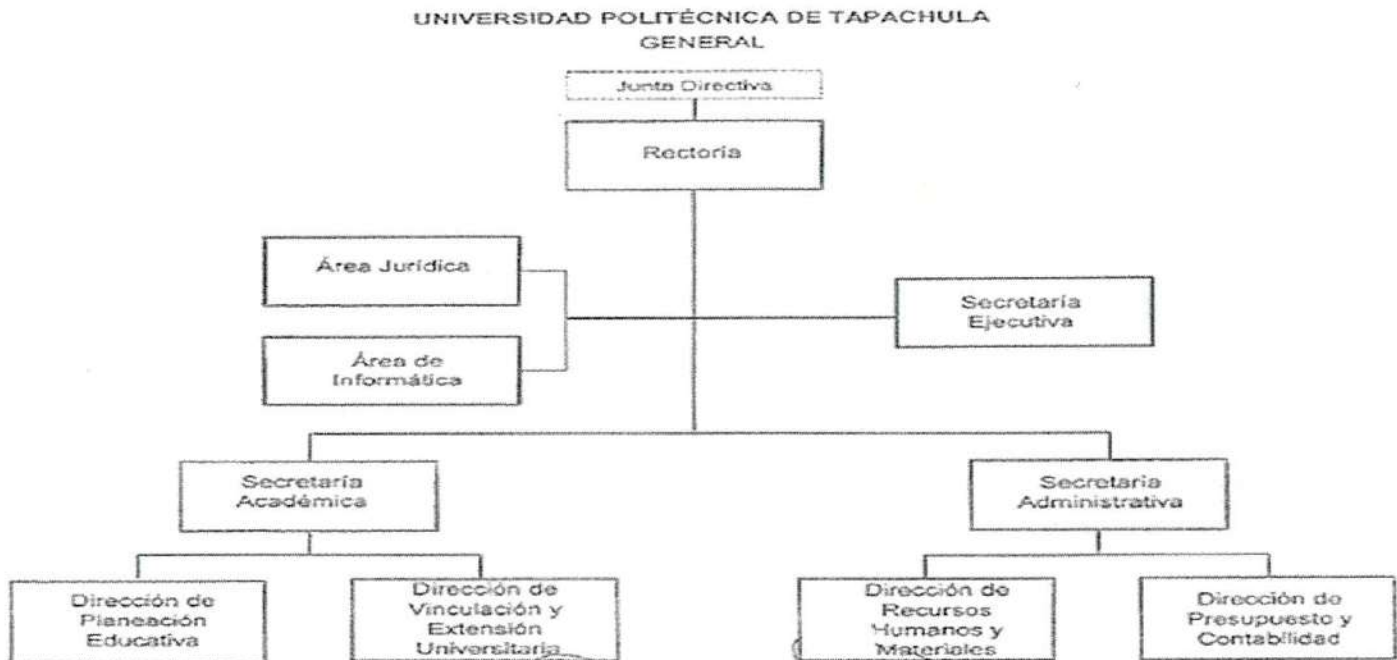 UNIVERSIDAD POLITÉCNICA DE TAPACHULA
GENERAL
Junta Directiva
Rectoría
Área Jurídica
Secretaría
Ejecutiva
Área de
Informática
Secretaría
Académica
Secretaría
Administrativa
Dirección de
Planeación
Educativa
Dirección de
Vinculación y
Extensión
Universitaria
Dirección de
Recursos
Humanos y
Materiales
Dirección de
Presupuesto y
Contabilidad